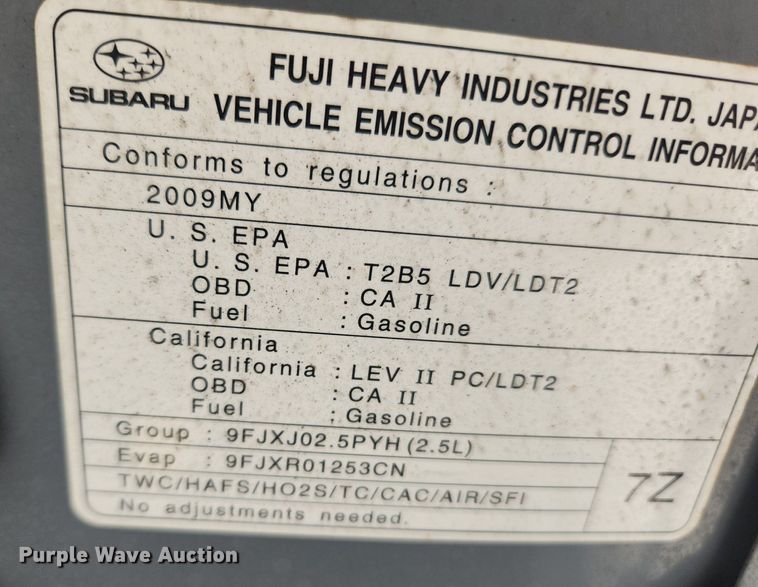 SUBARU
FUJI HEAVY INDUSTRIES LTD. JAPA
VEHICLE EMISSION CONTROL INFORMA
Conforms to regulations :
2009MY
U. S. EPA
U. S. EPA : T2B5 LDV/LDT2
OBD : CA II
Fuel : Gasoline
California
California : LEV II PC/LDT2
OBD : CA II
Fuel : Gasoline
Group : 9FJXJ02.5PYH (2.5L)
Evap : 9FJXR01253CN
TWC/HAFS/HO2S/TC/CAC/AIR/SFI
No adjustments needed.
7Z
Purple Wave Auction